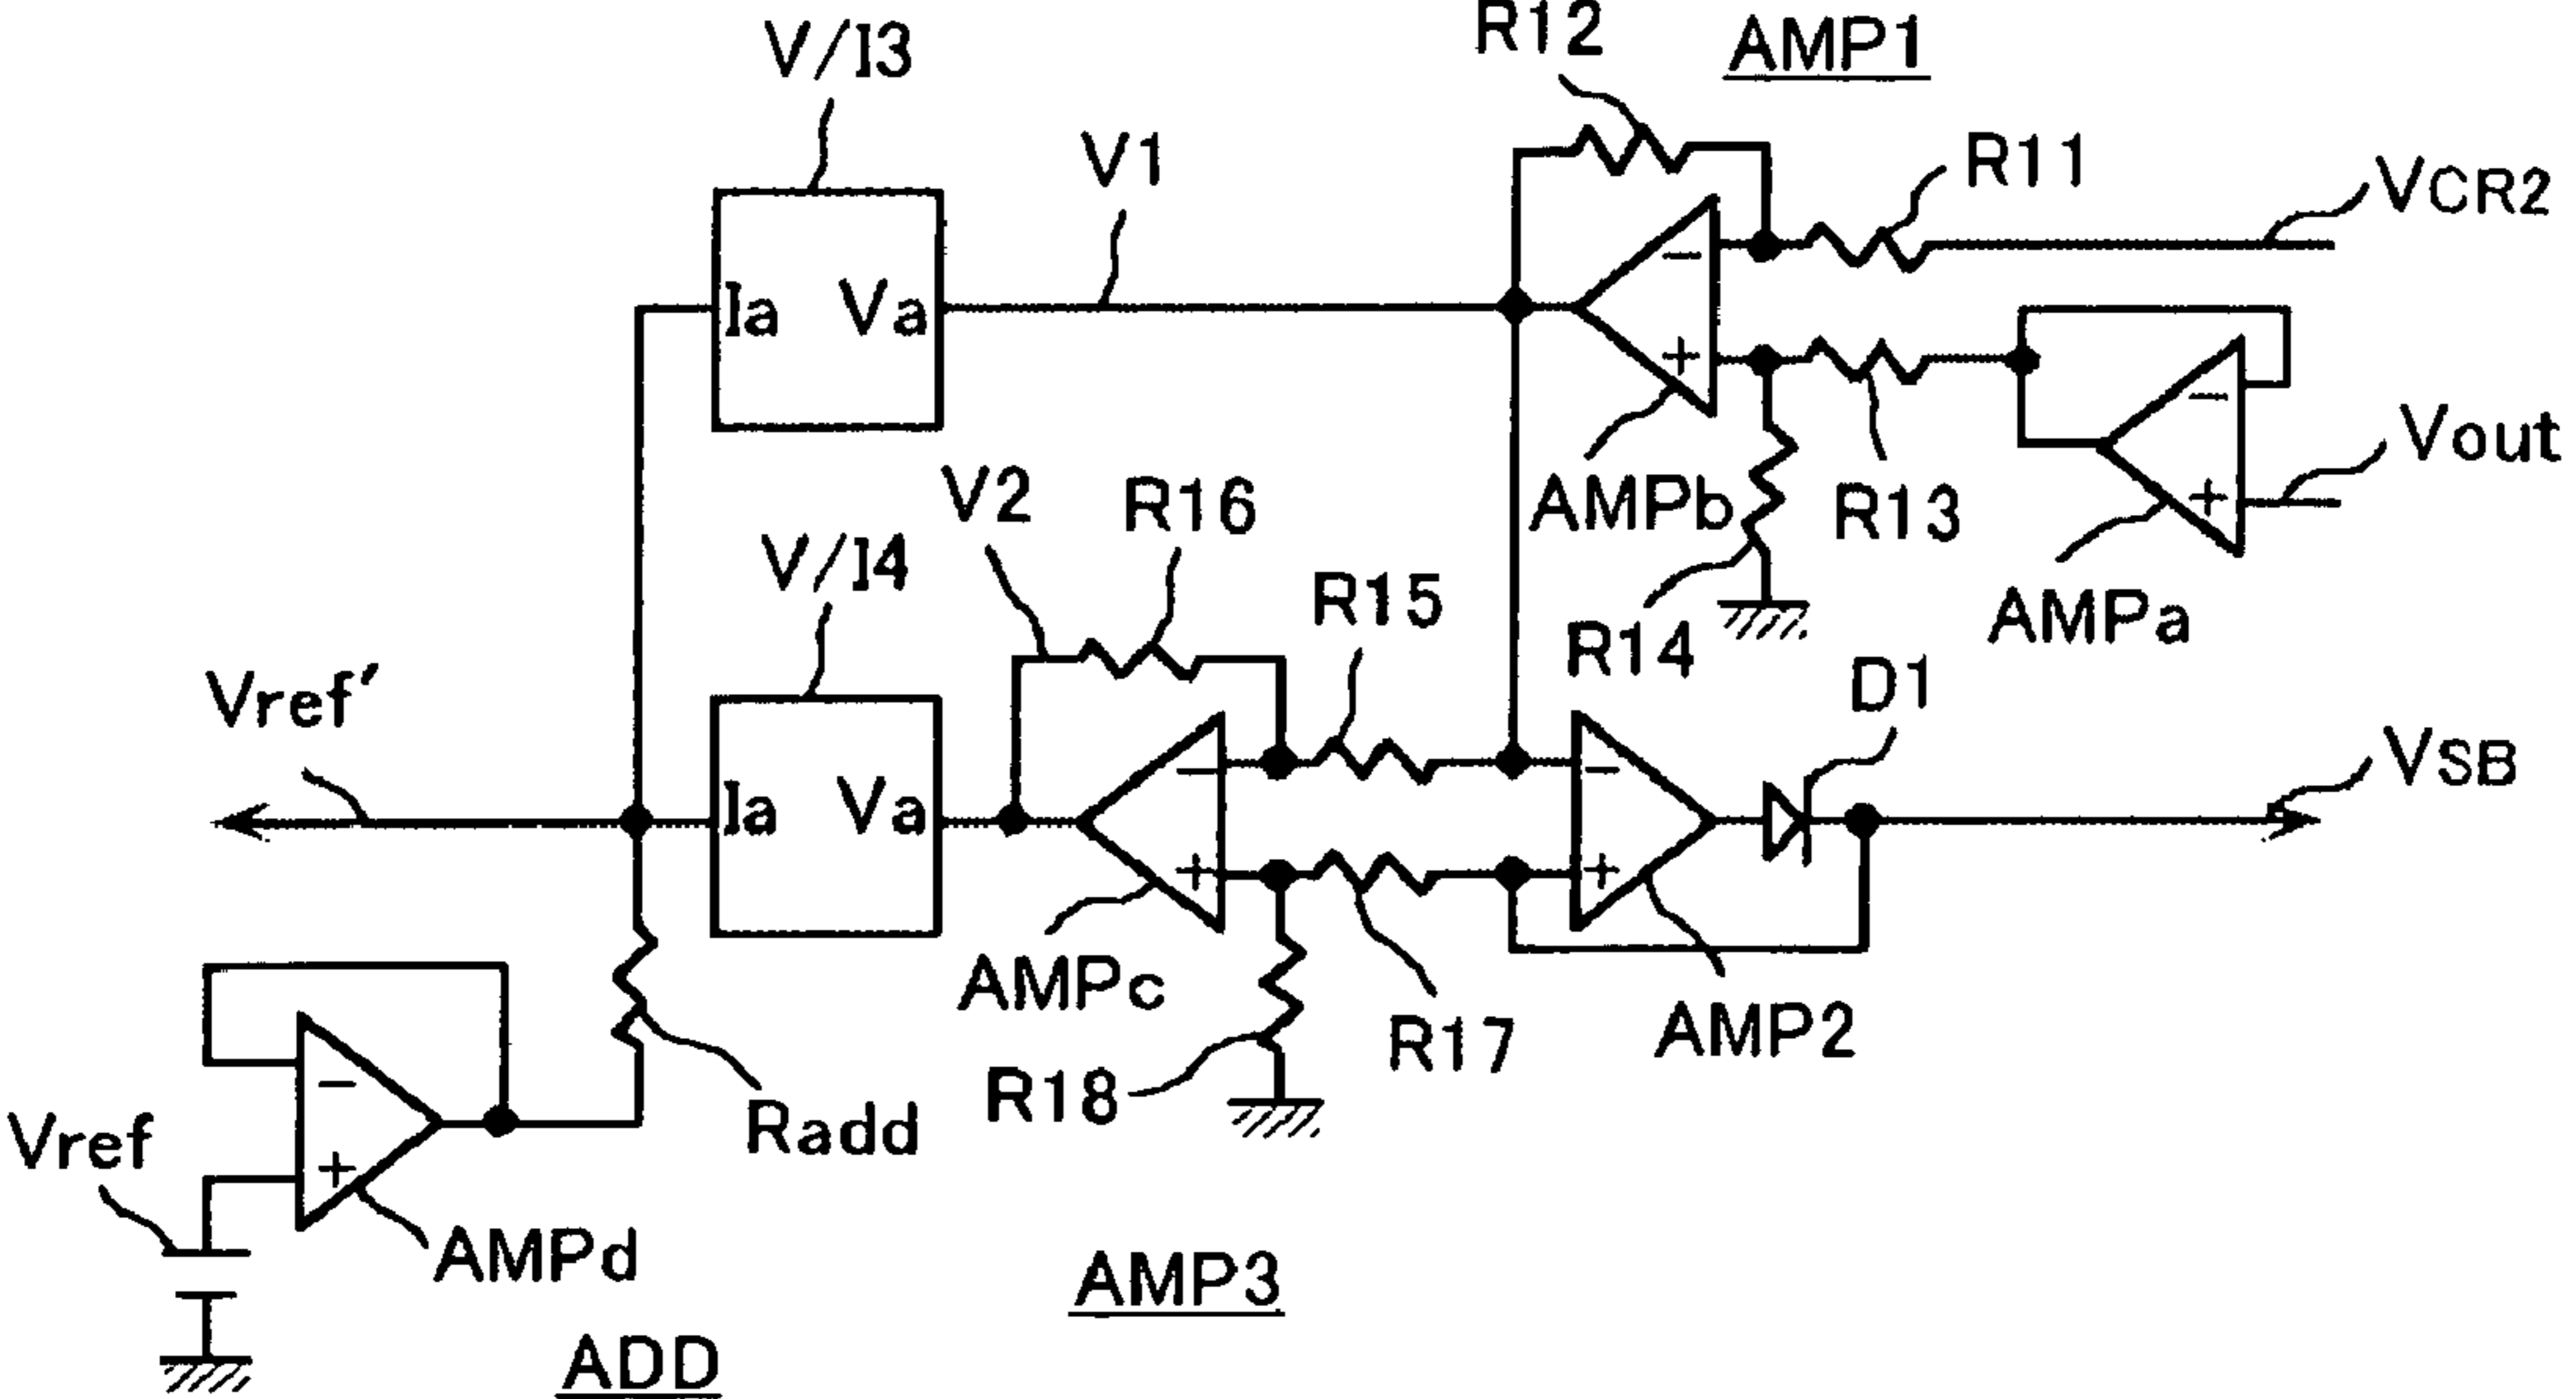 R12
AMP1
V/I3
V1
R11
VCR2
Ia
Va
−
+
−
+
Vout
AMPb
R13
R14
AMPa
V2
R16
V/I4
R15
D1
Vref′
VSB
Ia
Va
−
+
−
+
AMPc
R17
AMP2
R18
Radd
Vref
−
+
AMPd
AMP3
ADD